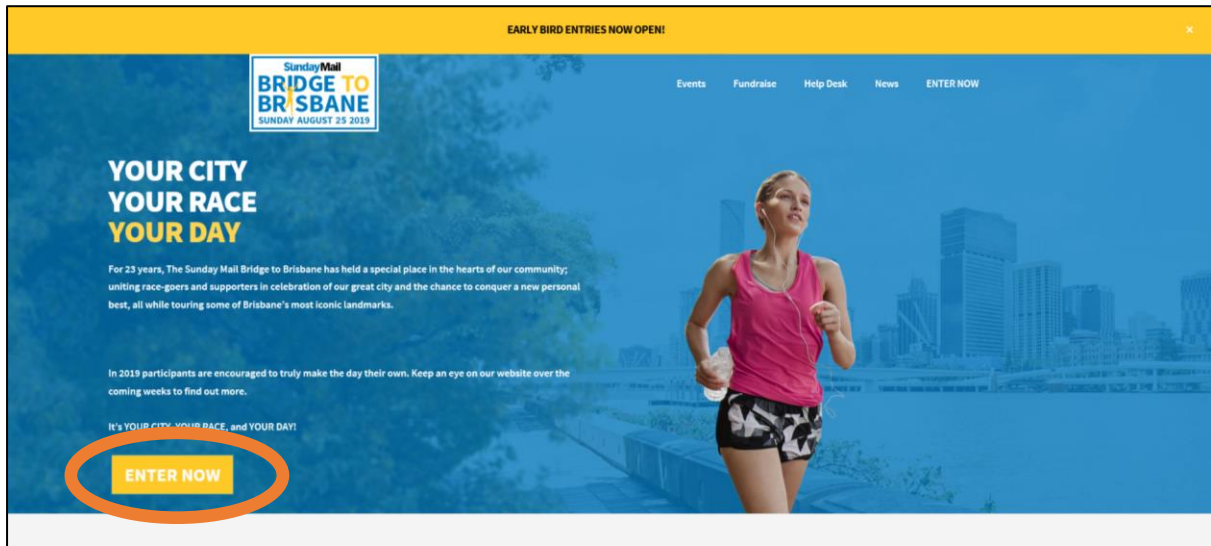 EARLY BIRD ENTRIES NOW OPEN!
×
Sunday Mail
BRIDGE TO
BRISBANE
SUNDAY AUGUST 25 2019
Events Fundraise Help Desk News ENTER NOW
YOUR CITY
YOUR RACE
YOUR DAY
For 23 years, The Sunday Mail Bridge to Brisbane has held a special place in the hearts of our community;
uniting race-goers and supporters in celebration of our great city and the chance to conquer a new personal
best, all while touring some of Brisbane's most iconic landmarks.
In 2019 participants are encouraged to truly make the day their own. Keep an eye on our website over the
coming weeks to find out more.
It's YOUR CITY, YOUR RACE, and YOUR DAY!
ENTER NOW